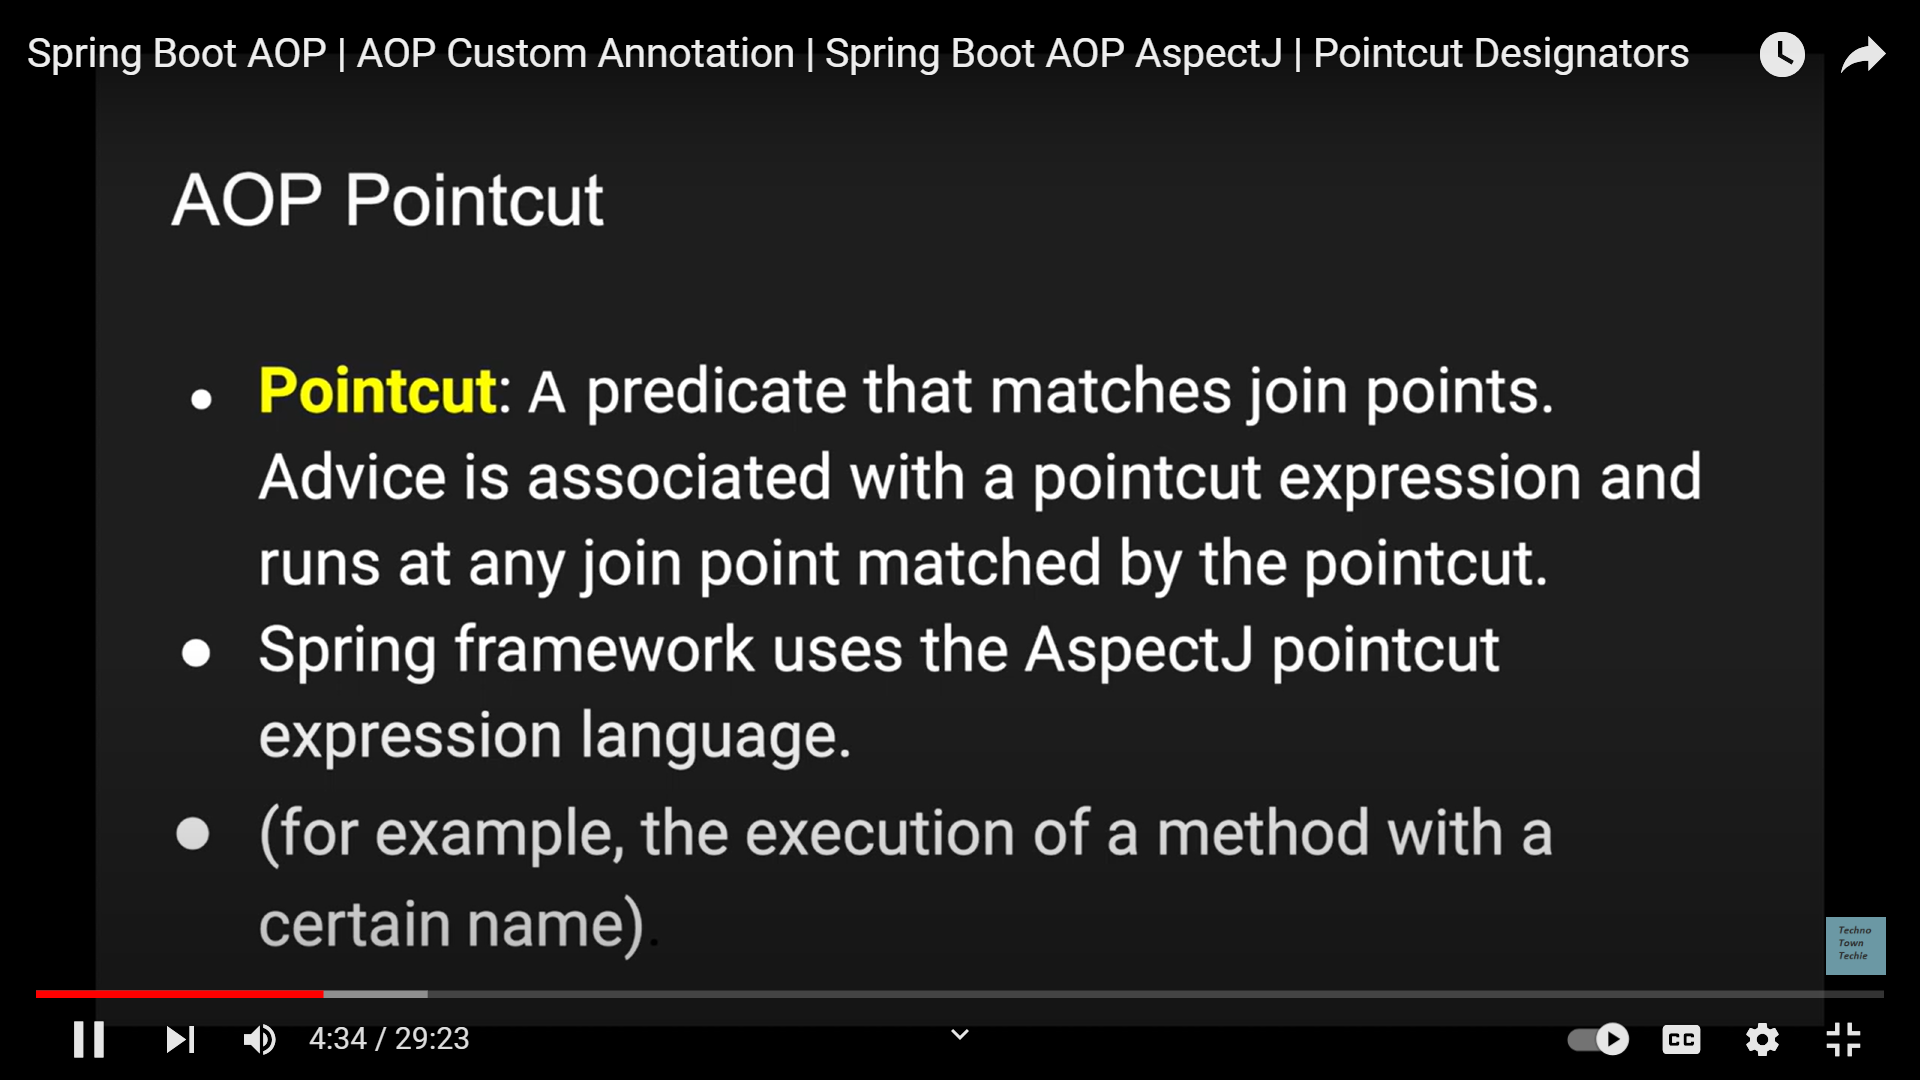 Spring Boot AOP | AOP Custom Annotation | Spring Boot AOP AspectJ | Pointcut Designators
AOP Pointcut
● Pointcut: A predicate that matches join points.
Advice is associated with a pointcut expression and
runs at any join point matched by the pointcut.
● Spring framework uses the AspectJ pointcut
expression language.
● (for example, the execution of a method with a
certain name).
Techno
Town
Techie
4:34 / 29:23
CC